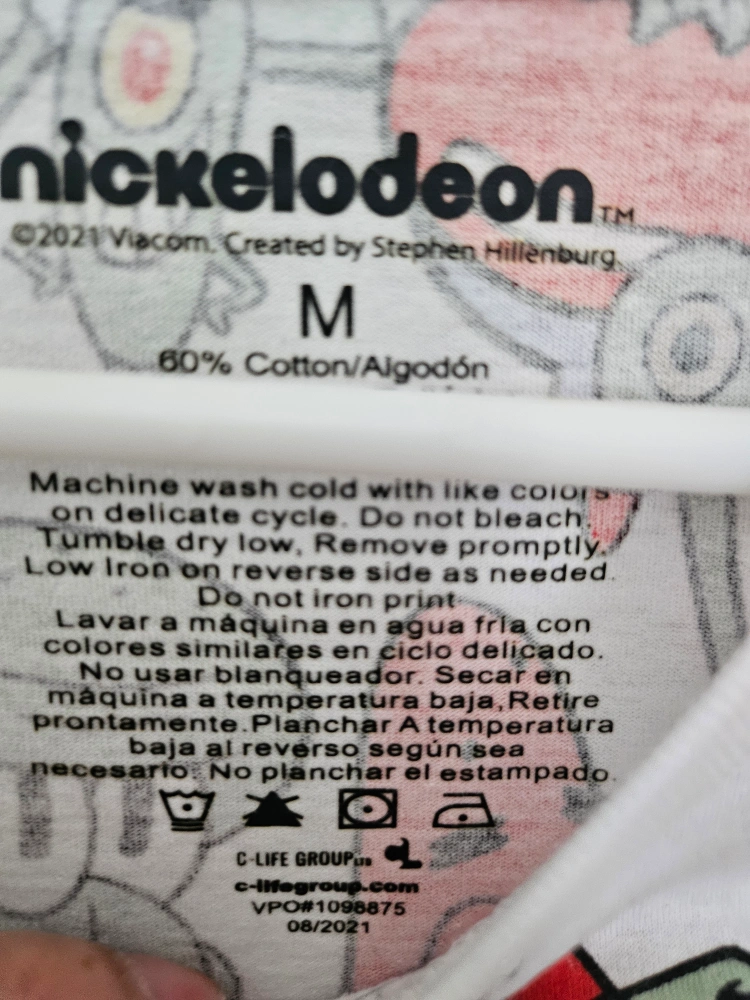 nickelodeon™
©2021 Viacom. Created by Stephen Hillenburg.
M
60% Cotton/Algodón
Machine wash cold with like colors
on delicate cycle. Do not bleach.
Tumble dry low, Remove promptly.
Low Iron on reverse side as needed.
Do not iron print.
Lavar a máquina en agua fría con
colores similares en ciclo delicado.
No usar blanqueador. Secar en
máquina a temperatura baja,Retire
prontamente.Planchar A temperatura
baja al reverso según sea
necesario. No planchar el estampado.
C-LIFE GROUP LTD
c-lifegroup.com
VPO#1098875
08/2021